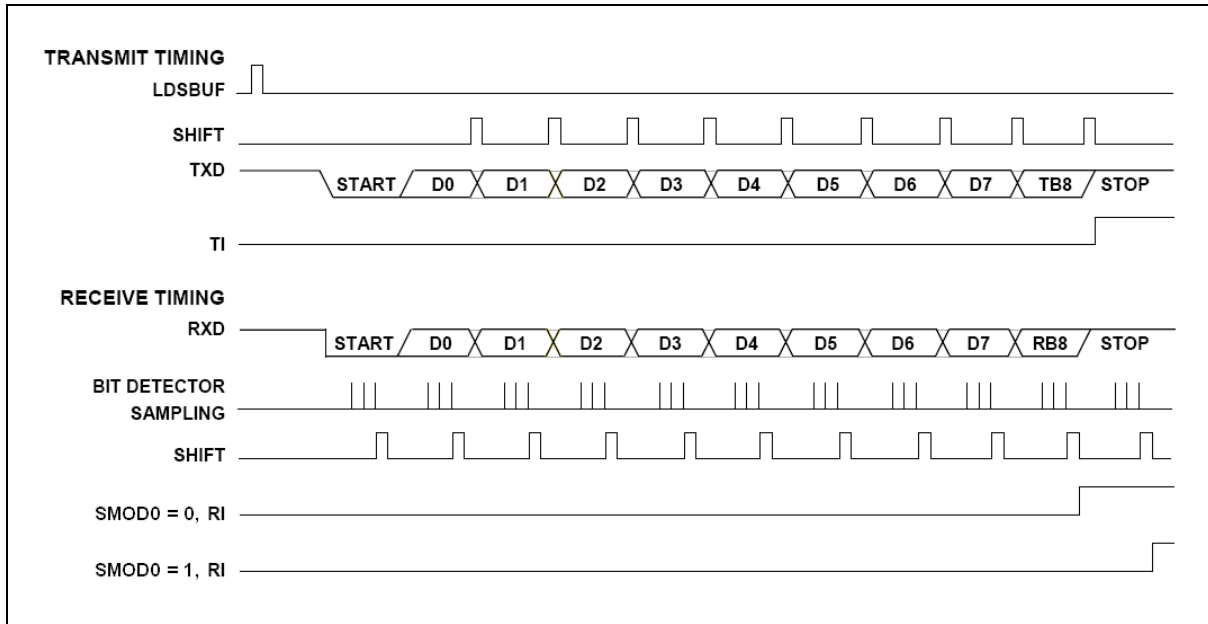 TRANSMIT TIMING
LDSBUF
SHIFT
TXD START D0 D1 D2 D3 D4 D5 D6 D7 TB8 STOP
TI
RECEIVE TIMING
RXD START D0 D1 D2 D3 D4 D5 D6 D7 RB8 STOP
BIT DETECTOR
SAMPLING
SHIFT
SMOD0 = 0, RI
SMOD0 = 1, RI